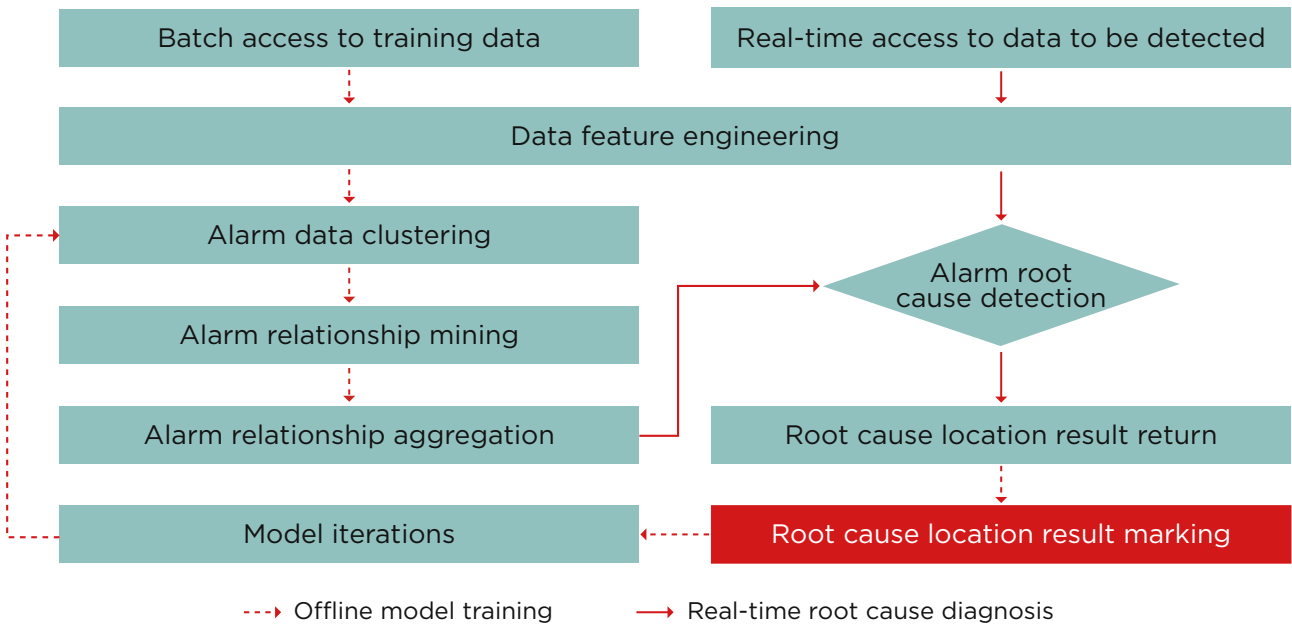 Batch access to training data
Real-time access to data to be detected
Data feature engineering
Alarm data clustering
Alarm root
cause detection
Alarm relationship mining
Alarm relationship aggregation
Root cause location result return
Model iterations
Root cause location result marking
Offline model training
Real-time root cause diagnosis